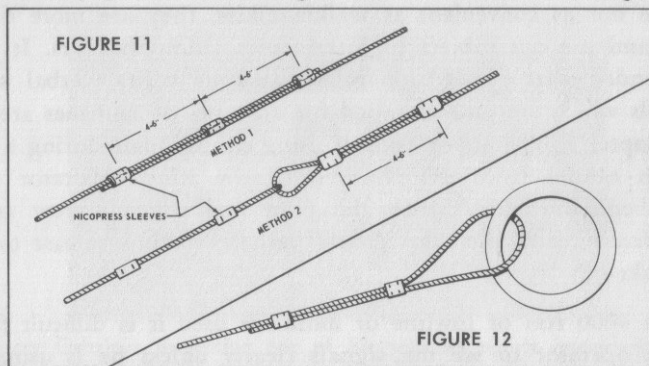 FIGURE 11
4-6"
4-6"
METHOD 1
4-6"
NICOPRESS SLEEVES
METHOD 2
FIGURE 12